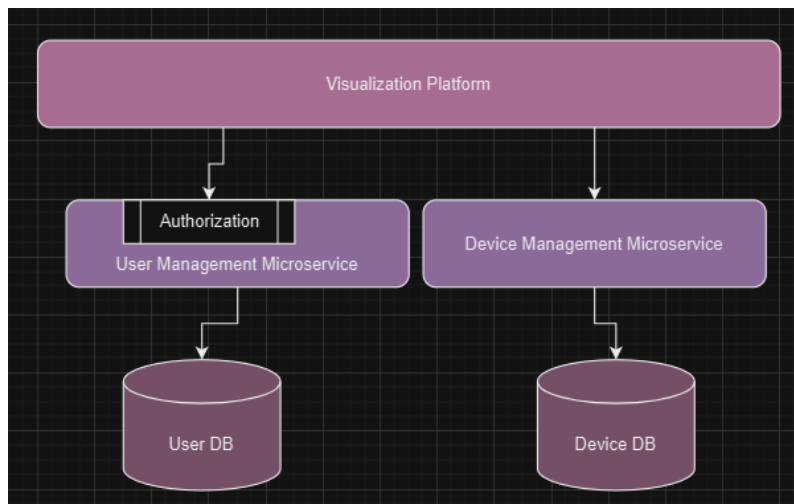 Visualization Platform
Authorization
User Management Microservice
Device Management Microservice
User DB
Device DB